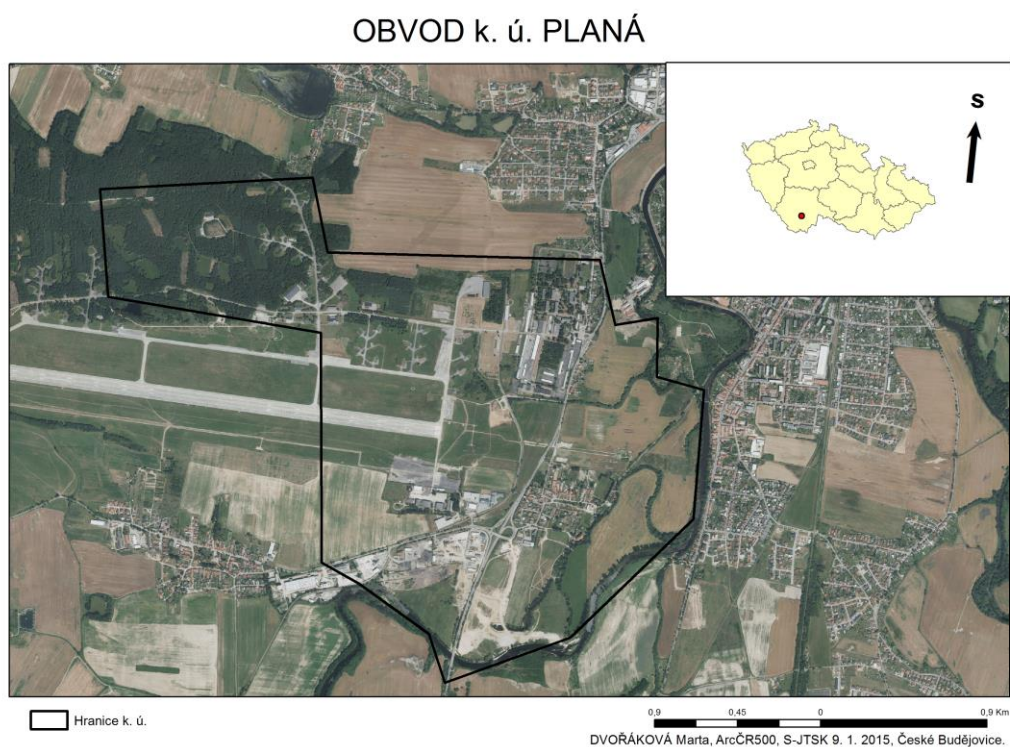 OBVOD k. ú. PLANÁ
S
Hranice k. ú.
0,9 0,45 0 0,9 Km
DVOŘÁKOVÁ Marta, ArcČR500, S-JTSK 9. 1. 2015, České Budějovice.